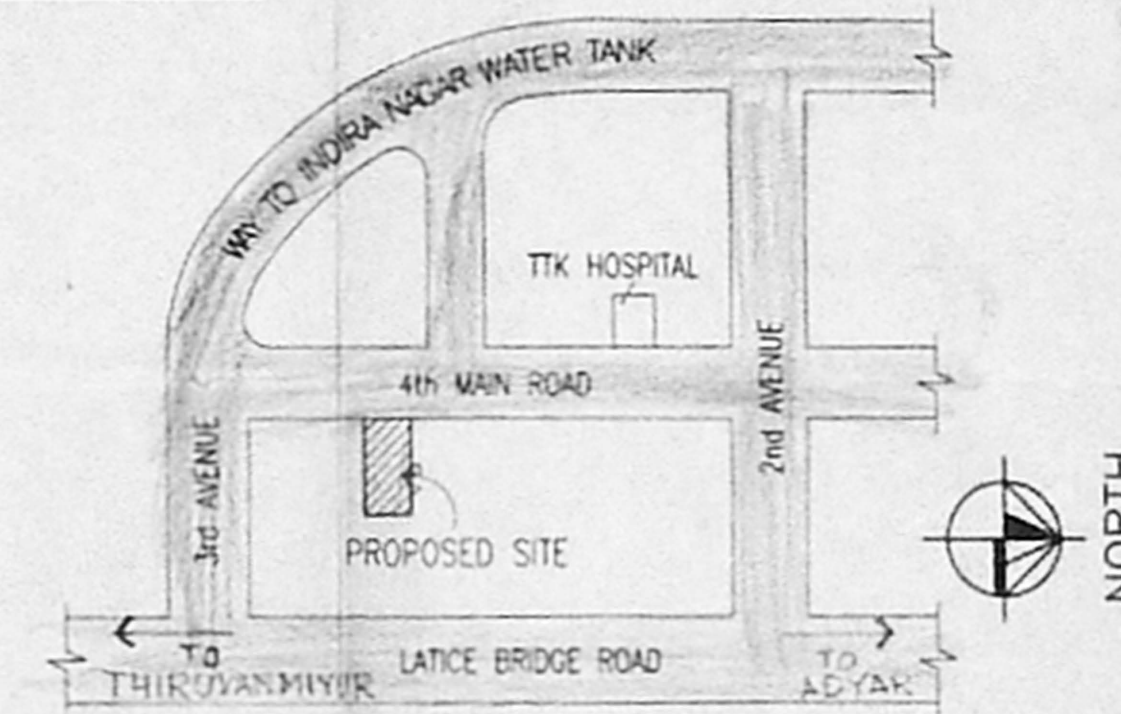 WAY TO INDIRA NAGAR WATER TANK
TTK HOSPITAL
4th MAIN ROAD
2nd AVENUE
3rd AVENUE
PROPOSED SITE
NORTH
LATICE BRIDGE ROAD
TO
THIRUVANMIYUR
TO
ADYAR